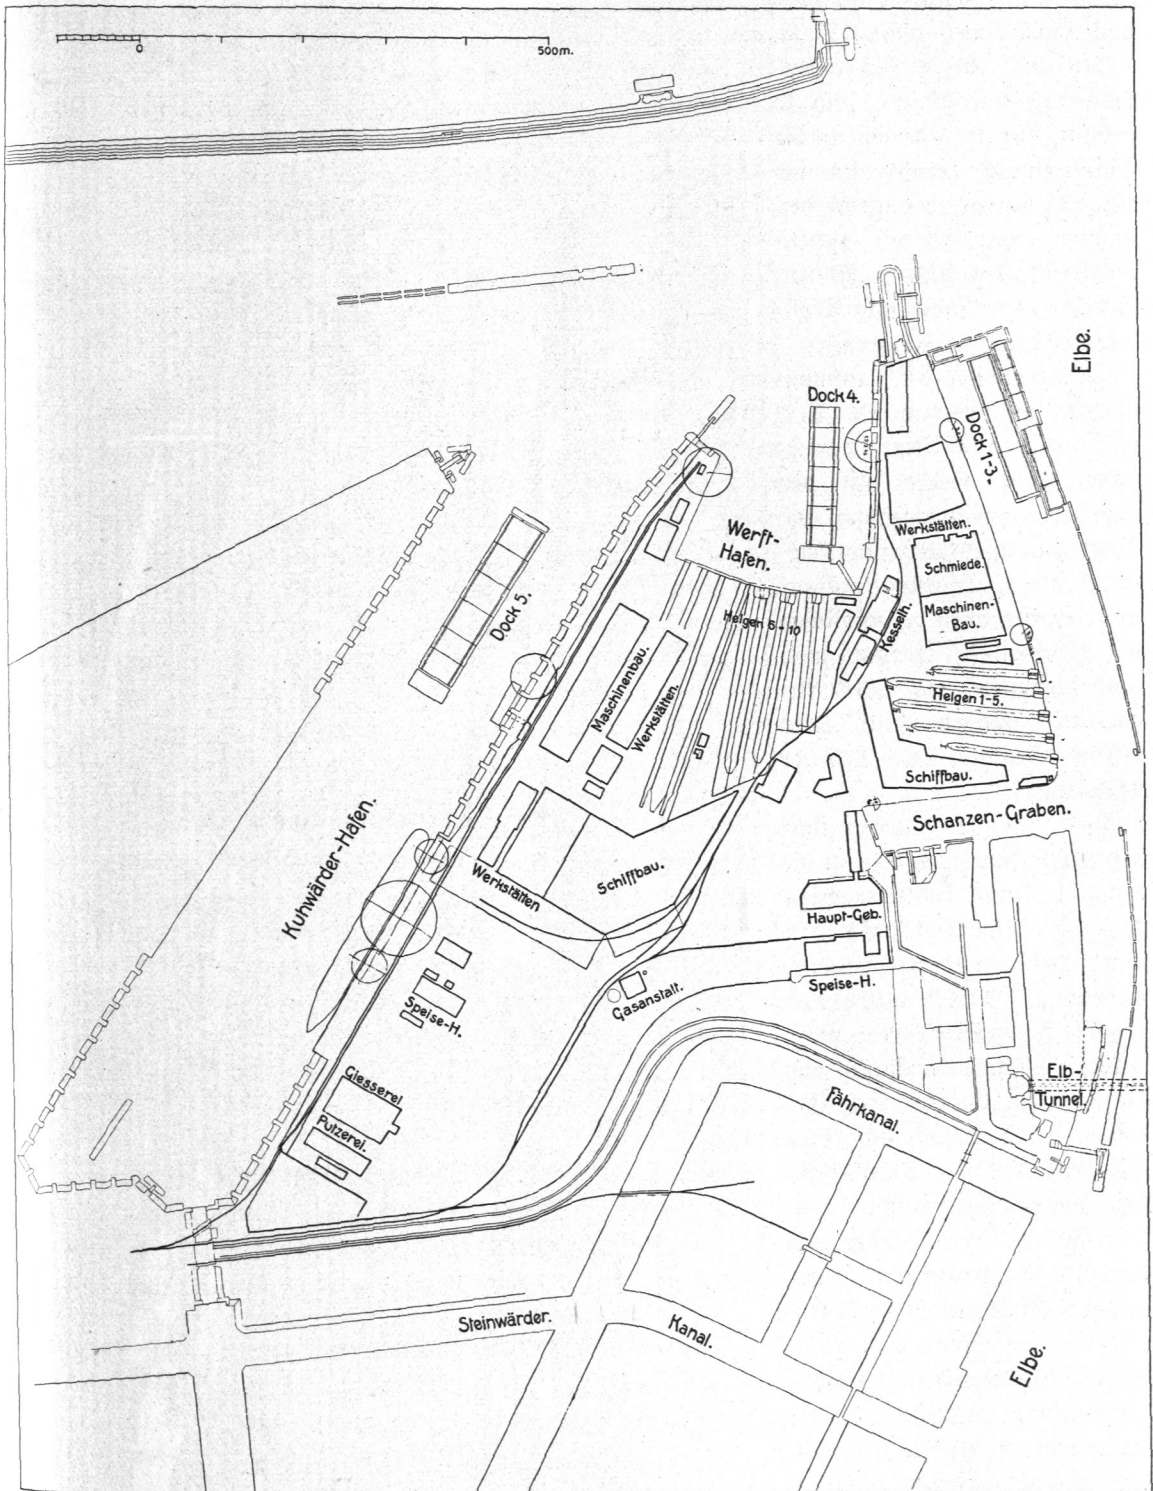 0
500m.
Elbe.
Dock 4.
Dock 1-3.
Werft-
Hafen.
Werkstätten.
Schmiede.
Maschinen-
Bau.
Dock 5.
Helgen 6-10
Kesselh.
Maschinenbau.
Werkstätten.
Helgen 1-5.
Schiffbau.
Schanzen-Graben.
Kuhwärder-Hafen.
Werkstätten
Schiffbau.
Haupt-Geb.
Speise-H.
Gasanstalt.
Speise-H.
Giesserei
Putzerei.
Elb-
Tunnel.
Fährkanal.
Steinwärder.
Kanal.
Elbe.